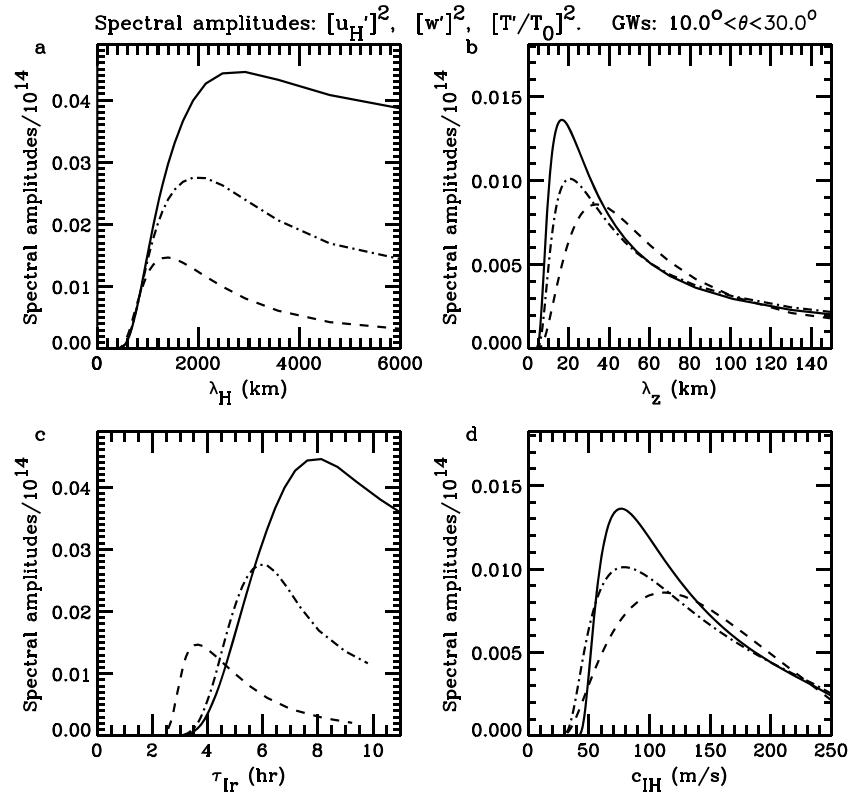 Spectral amplitudes: [u_H′]², [w′]², [T′/T_0]². GWs: 10.0°<θ<30.0°
a
Spectral amplitudes/10^14
0.04
0.03
0.02
0.01
0.00
0 2000 4000 6000
λ_H (km)
b
Spectral amplitudes/10^14
0.015
0.010
0.005
0.000
0 20 40 60 80 100 120 140
λ_z (km)
c
Spectral amplitudes/10^14
0.04
0.03
0.02
0.01
0.00
0 2 4 6 8 10
τ_Ir (hr)
d
Spectral amplitudes/10^14
0.015
0.010
0.005
0.000
0 50 100 150 200 250
c_IH (m/s)